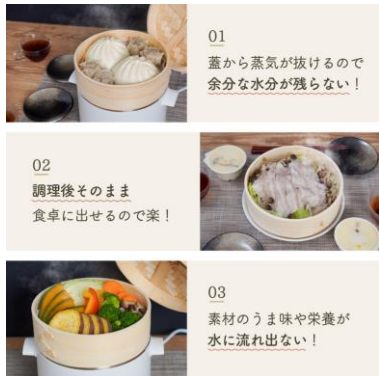 01
蓋から蒸気が抜けるので
余分な水分が残らない！
02
調理後そのまま
食卓に出せるので楽！
03
素材のうま味や栄養が
水に流れ出ない！